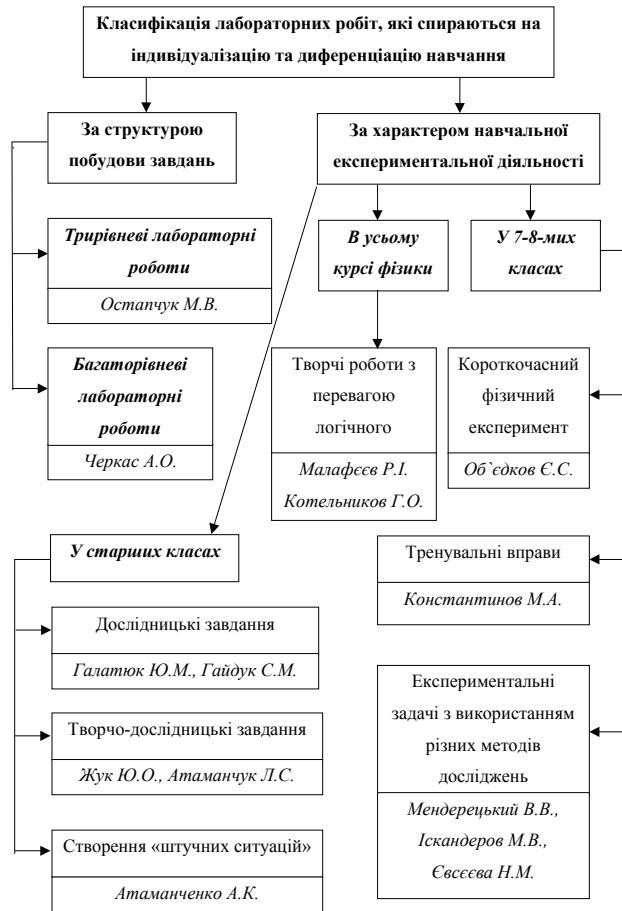 Класифікація лабораторних робіт, які спираються на
індивідуалізацію та диференціацію навчання
За структурою
побудови завдань
За характером навчальної
експериментальної діяльності
Трирівневі лабораторні
роботи
Остапчук М.В.
Багаторівневі
лабораторні
роботи
Черкас А.О.
В усьому
курсі фізики
У 7-8-мих
класах
Творчі роботи з
перевагою
логічного
Малафєєв Р.І.
Котельников Г.О.
Короткочасний
фізичний
експеримент
Об`єдков Є.С.
У старших класах
Дослідницькі завдання
Галатюк Ю.М., Гайдук С.М.
Творчо-дослідницькі завдання
Жук Ю.О., Атаманчук Л.С.
Створення «штучних ситуацій»
Атаманченко А.К.
Тренувальні вправи
Константинов М.А.
Експериментальні
задачі з використанням
різних методів
досліджень
Мендерецький В.В.,
Іскандеров М.В.,
Євсєєва Н.М.